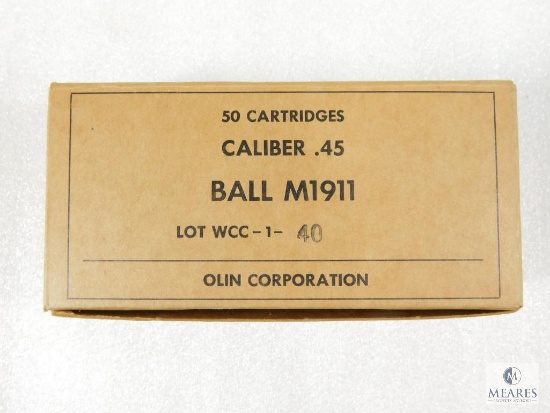 50 CARTRIDGES
CALIBER .45
BALL M1911
LOT WCC-1- 40
OLIN CORPORATION
M
MEARES